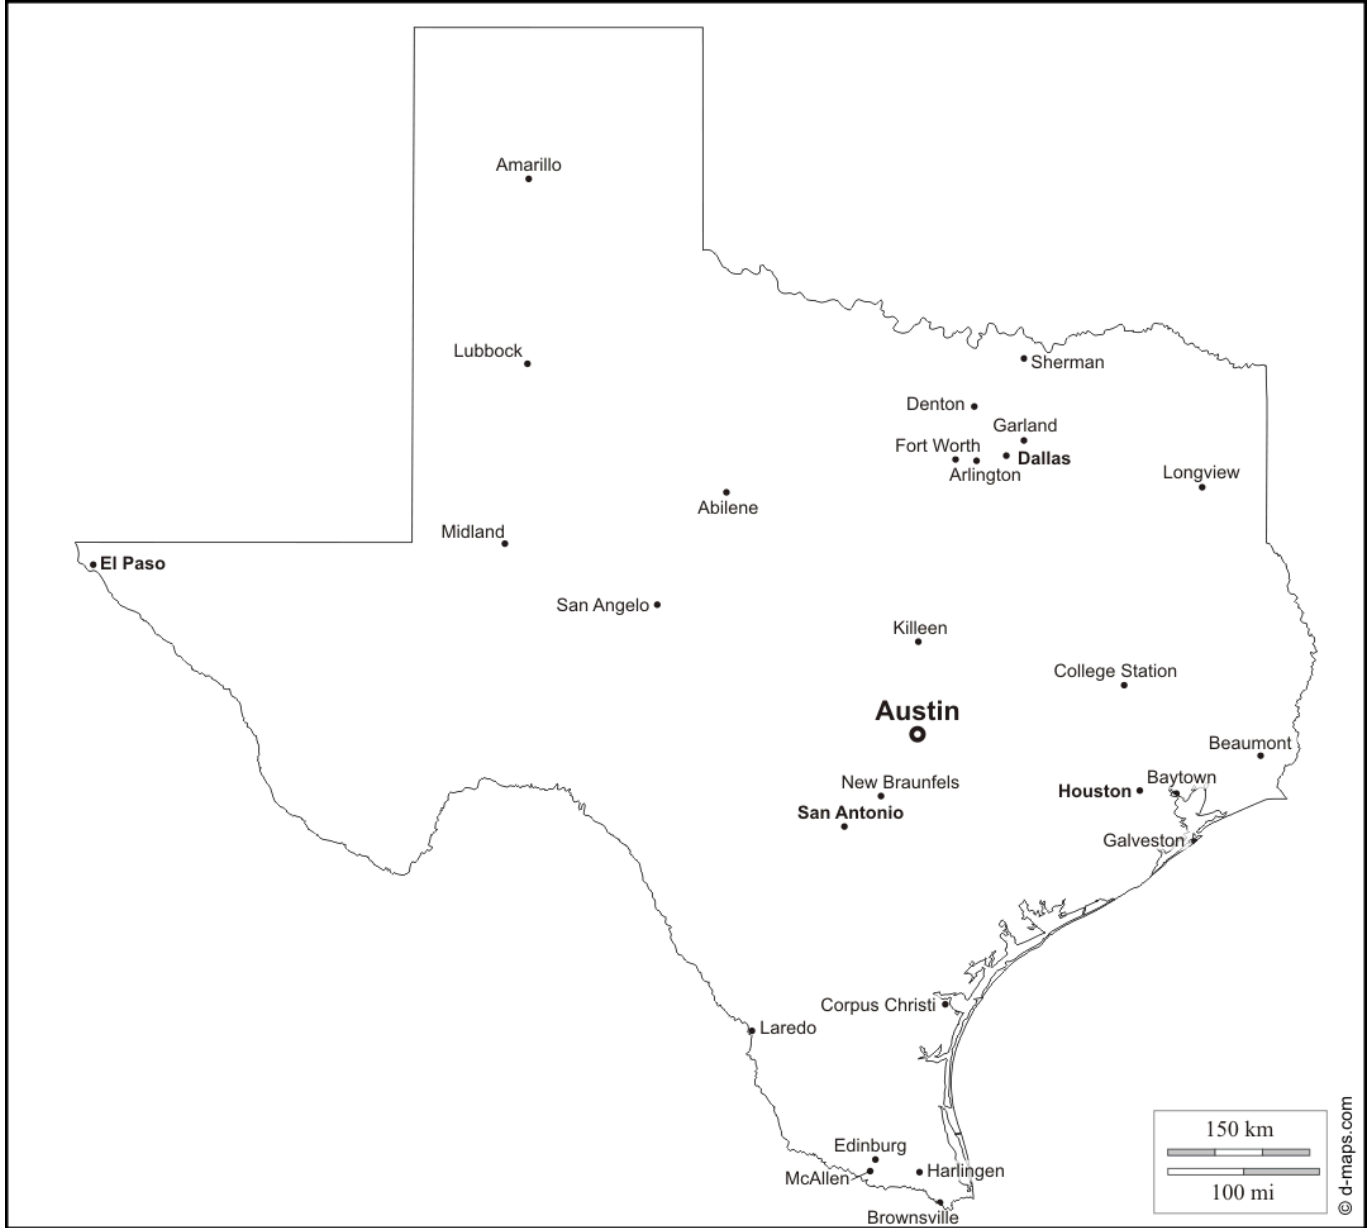 Amarillo
Lubbock
Sherman
Denton
Garland
Fort Worth
Dallas
Arlington
Longview
Abilene
Midland
El Paso
San Angelo
Killeen
College Station
Austin
Beaumont
Baytown
New Braunfels
Houston
San Antonio
Galveston
Corpus Christi
Laredo
Edinburg
McAllen
Harlingen
Brownsville
150 km
100 mi
© d-maps.com